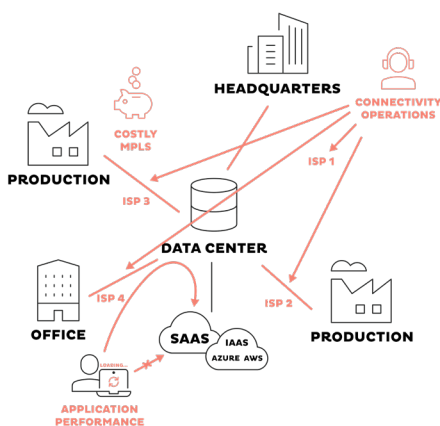 HEADQUARTERS
CONNECTIVITY
OPERATIONS
COSTLY
MPLS
ISP 1
PRODUCTION
ISP 3
DATA CENTER
ISP 4
ISP 2
OFFICE
SAAS
IAAS
AZURE AWS
PRODUCTION
LOADING...
APPLICATION
PERFORMANCE